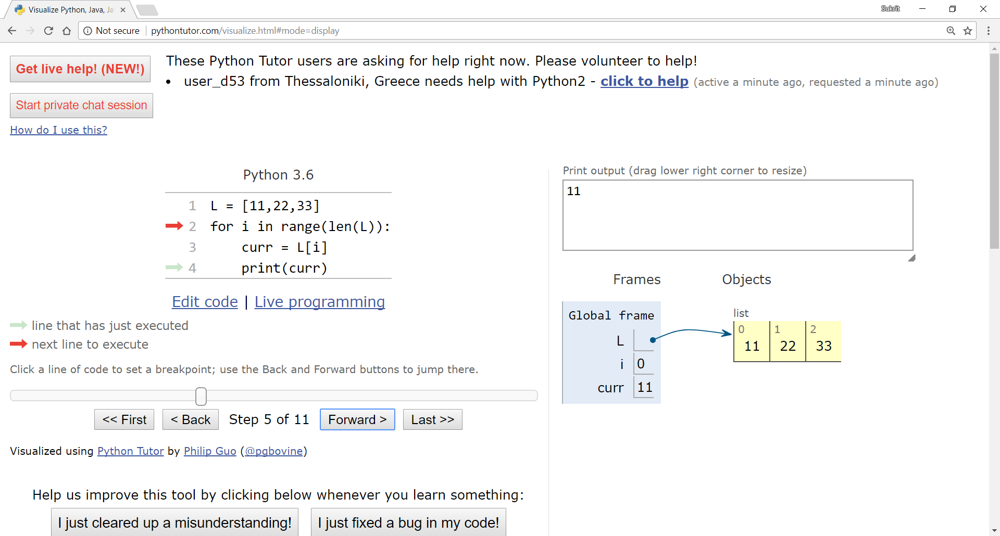 Visualize Python, Java, Ja
Sukrit
Not secure | pythontutor.com/visualize.html#mode=display
Get live help! (NEW!)
These Python Tutor users are asking for help right now. Please volunteer to help!
• user_d53 from Thessaloniki, Greece needs help with Python2 - click to help (active a minute ago, requested a minute ago)
Start private chat session
How do I use this?
Python 3.6
1 L = [11,22,33]
2 for i in range(len(L)):
3     curr = L[i]
4     print(curr)
Edit code | Live programming
line that has just executed
next line to execute
Click a line of code to set a breakpoint; use the Back and Forward buttons to jump there.
<< First < Back Step 5 of 11 Forward > Last >>
Visualized using Python Tutor by Philip Guo (@pgbovine)
Help us improve this tool by clicking below whenever you learn something:
I just cleared up a misunderstanding! I just fixed a bug in my code!
Print output (drag lower right corner to resize)
11
Frames Objects
Global frame
L
i 0
curr 11
list
0 1 2
11 22 33